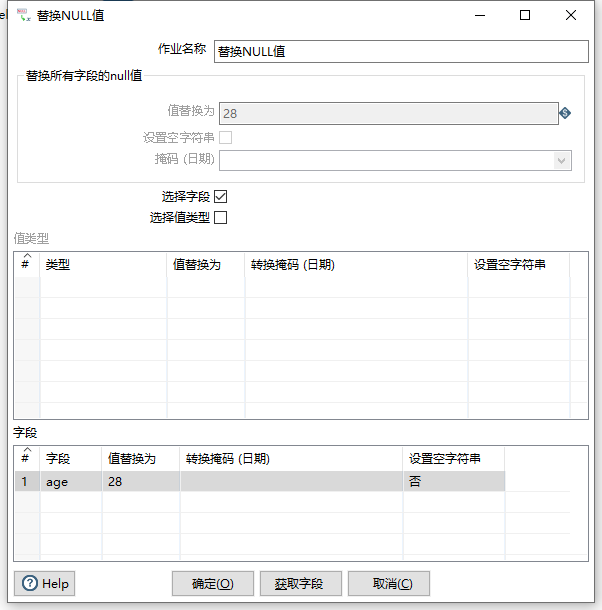 替换NULL值
作业名称 替换NULL值
替换所有字段的null值
值替换为 28
设置空字符串
掩码 (日期)
选择字段
选择值类型
值类型
# 类型 值替换为 转换掩码 (日期) 设置空字符串
字段
# 字段 值替换为 转换掩码 (日期) 设置空字符串
1 age 28 否
Help 确定(O) 获取字段 取消(C)